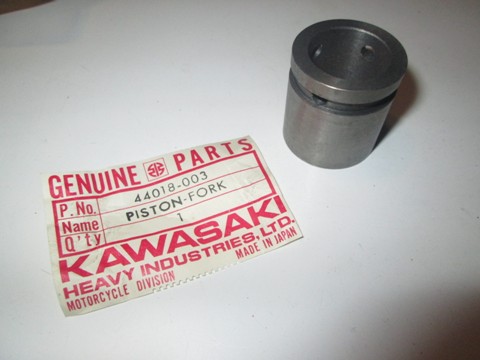 GENUINE PARTS
P. No. 44018-003
Name PISTON-FORK
Q'ty 1
KAWASAKI
HEAVY INDUSTRIES, LTD.
MOTORCYCLE DIVISION MADE IN JAPAN